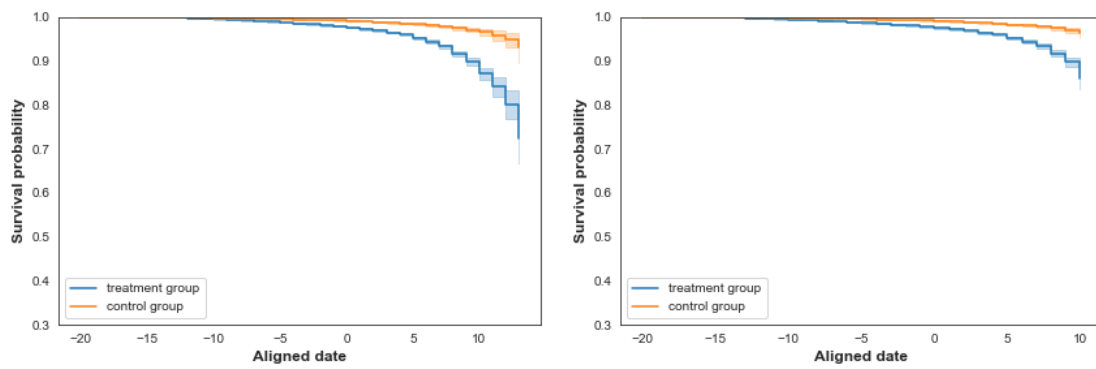 1.0
0.9
0.8
0.7
0.6
0.5
0.4
0.3
Survival probability
treatment group
control group
−20 −15 −10 −5 0 5 10
Aligned date
1.0
0.9
0.8
0.7
0.6
0.5
0.4
0.3
Survival probability
treatment group
control group
−20 −15 −10 −5 0 5 10
Aligned date